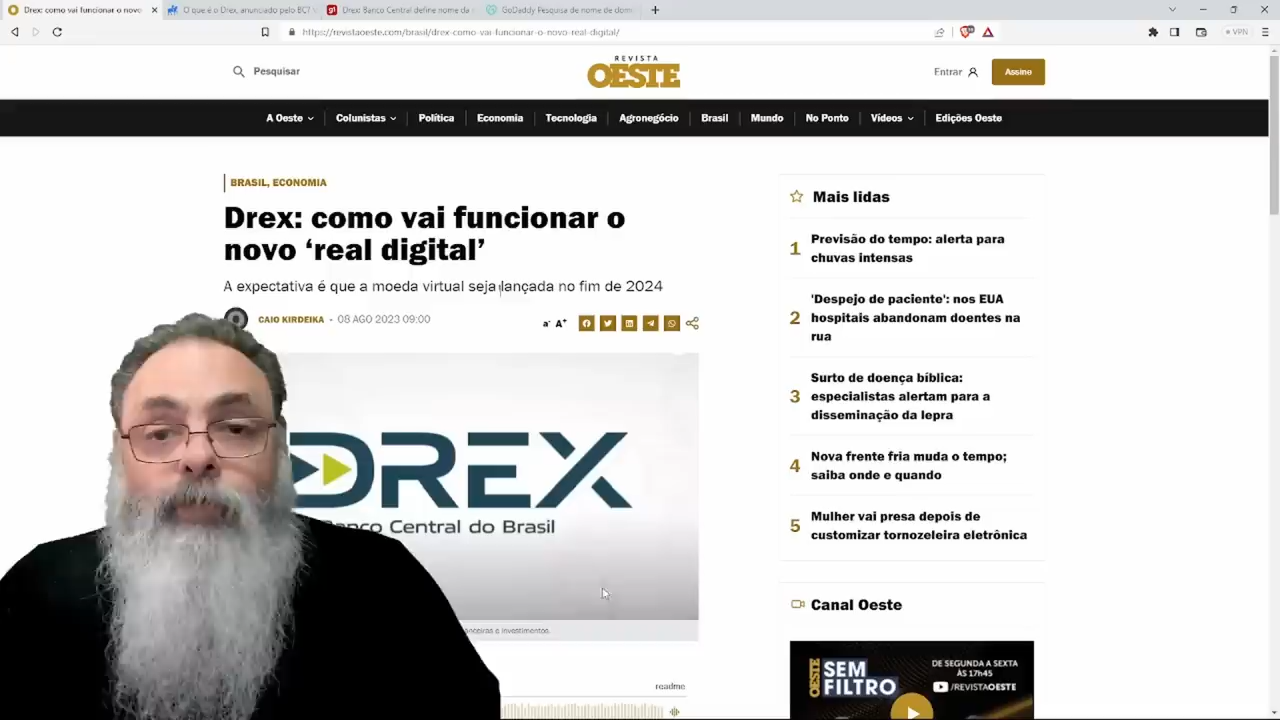 Drex: como vai funcionar o novo
O que é o Drex, anunciado pelo BC?
Drex Banco Central define nome da
GoDaddy Pesquisa de nome de dom
https://revistaoeste.com/brasil/drex-como-vai-funcionar-o-novo-real-digital/
VPN
Pesquisar
REVISTA
OESTE
Entrar
Assine
A Oeste
Colunistas
Política
Economia
Tecnologia
Agronegócio
Brasil
Mundo
No Ponto
Vídeos
Edições Oeste
BRASIL, ECONOMIA
Drex: como vai funcionar o
novo ‘real digital’
A expectativa é que a moeda virtual seja lançada no fim de 2024
CAIO KIRDEIKA - 08 AGO 2023 09:00
a- A+
DREX
Banco Central do Brasil
anceiras e investimentos.
readme
Mais lidas
1 Previsão do tempo: alerta para
chuvas intensas
2 'Despejo de paciente': nos EUA
hospitais abandonam doentes na
rua
3 Surto de doença bíblica:
especialistas alertam para a
disseminação da lepra
4 Nova frente fria muda o tempo;
saiba onde e quando
5 Mulher vai presa depois de
customizar tornozeleira eletrônica
Canal Oeste
OESTE
SEM
FILTRO
DE SEGUNDA A SEXTA
ÀS 17h45
/REVISTAOESTE